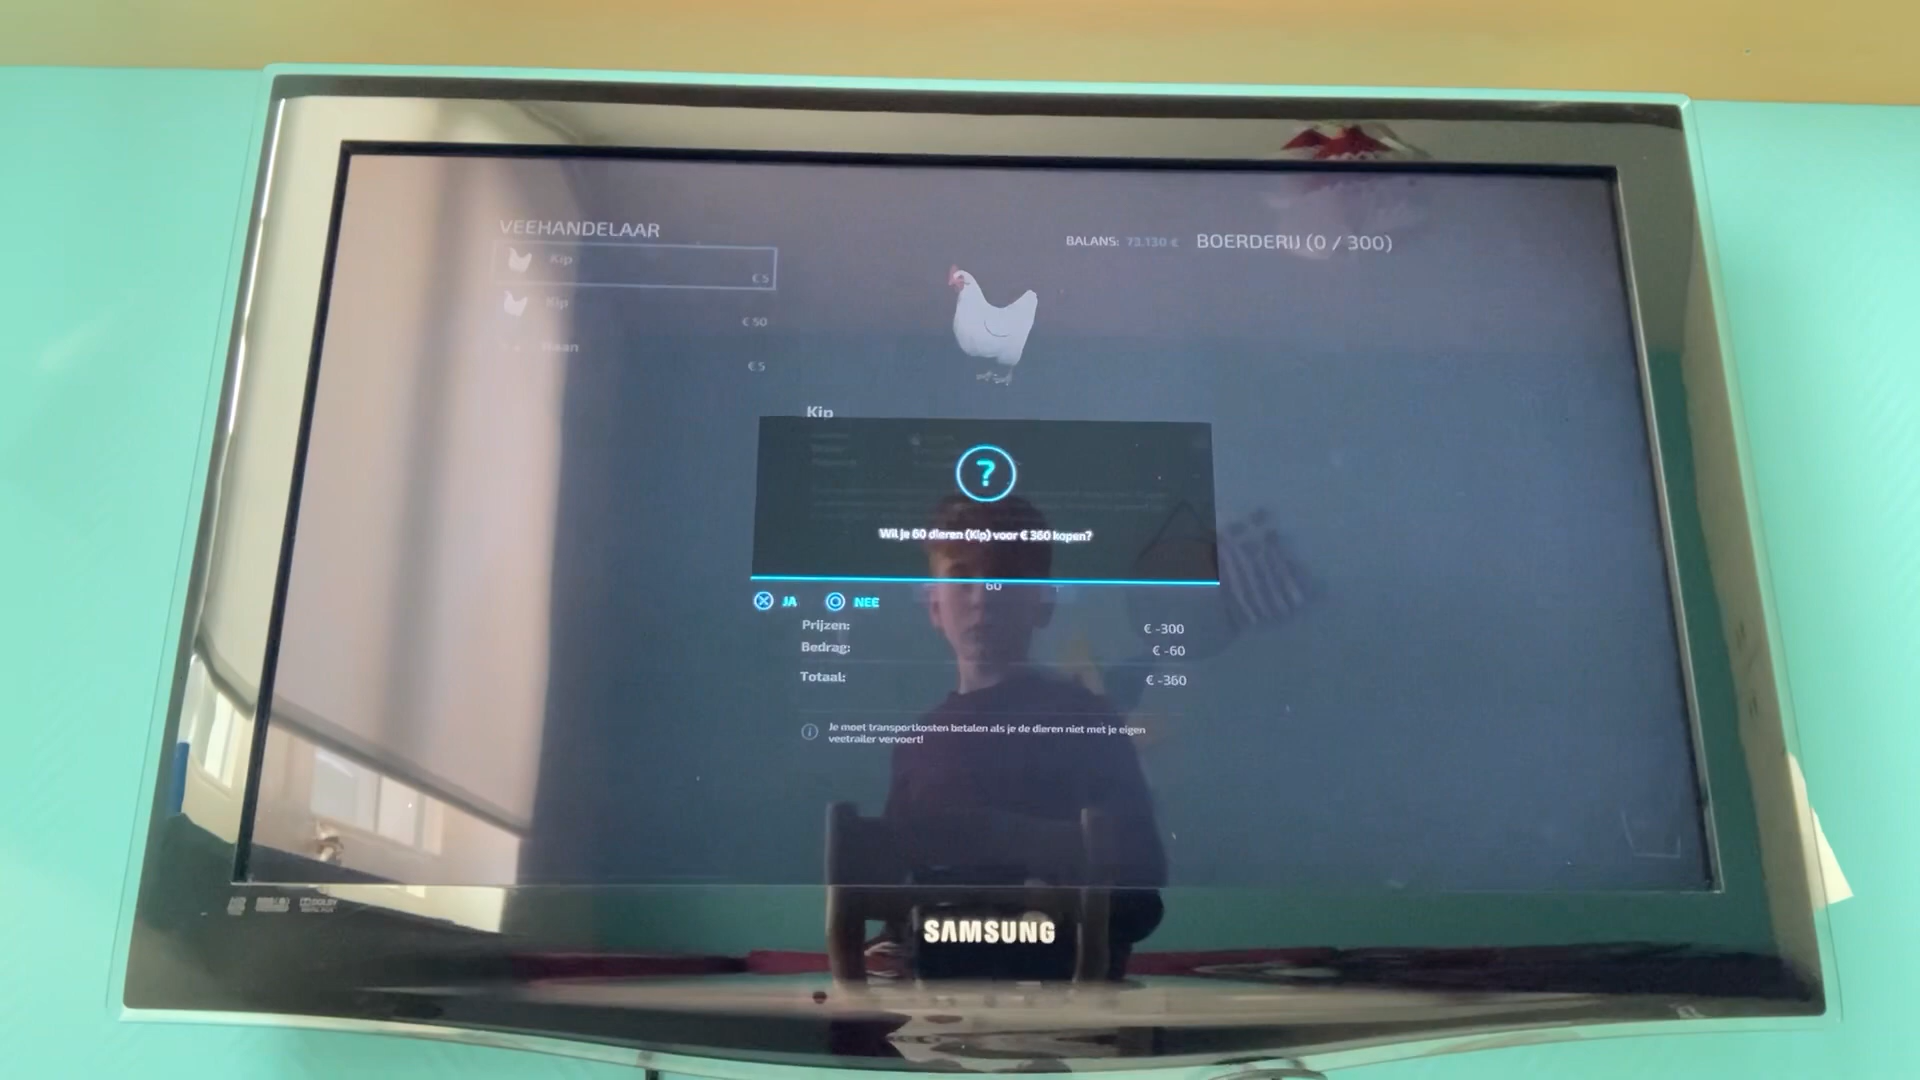 VEEHANDELAAR
BALANS: 73.130 €
BOERDERIJ (0 / 300)
Kip
€ 5
Kip
€ 50
Haan
€ 5
Kip
?
Wil je 60 dieren (Kip) voor € 360 kopen?
60
JA
NEE
Prijzen: € -300
Bedrag: € -60
Totaal: € -360
Je moet transportkosten betalen als je de dieren niet met je eigen
veetrailer vervoert!
SAMSUNG